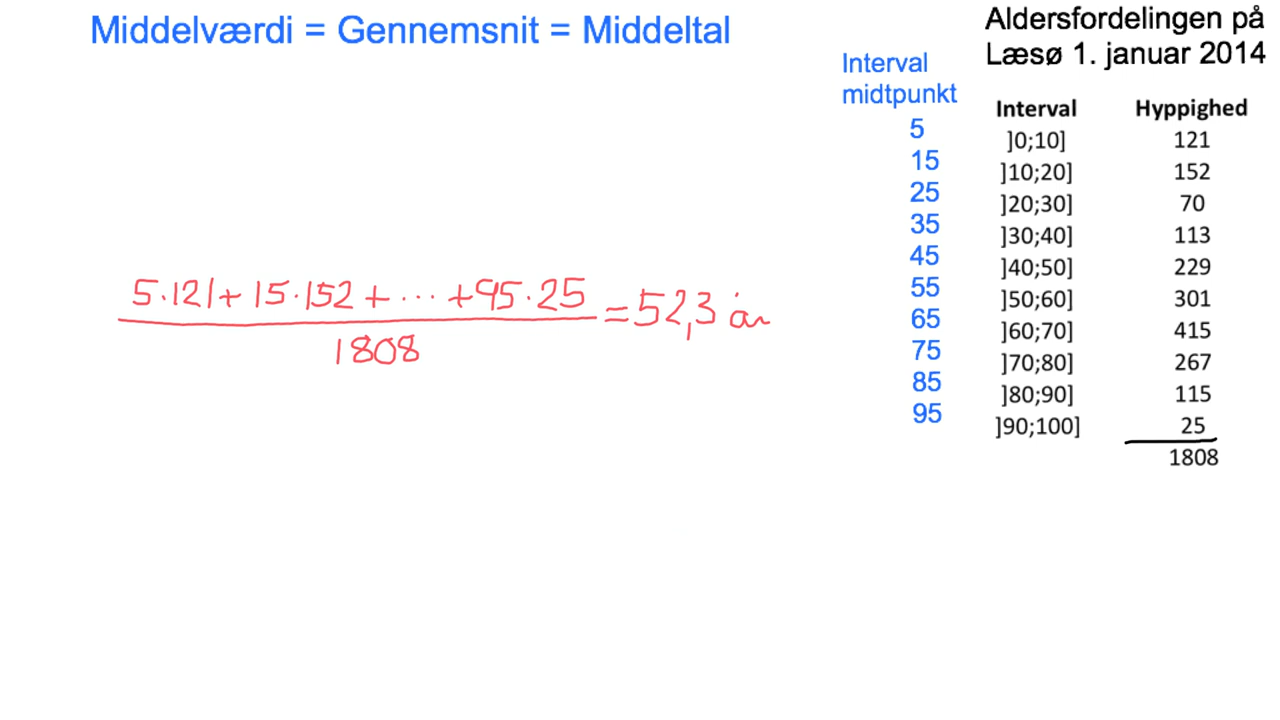 Middelværdi = Gennemsnit = Middeltal
Aldersfordelingen på
Læsø 1. januar 2014
Interval
midtpunkt
Interval Hyppighed
5 ]0;10] 121
15 ]10;20] 152
25 ]20;30] 70
35 ]30;40] 113
45 ]40;50] 229
55 ]50;60] 301
65 ]60;70] 415
75 ]70;80] 267
85 ]80;90] 115
95 ]90;100] 25
1808
5·121+15·152+···+95·25
=52,3 år
1808